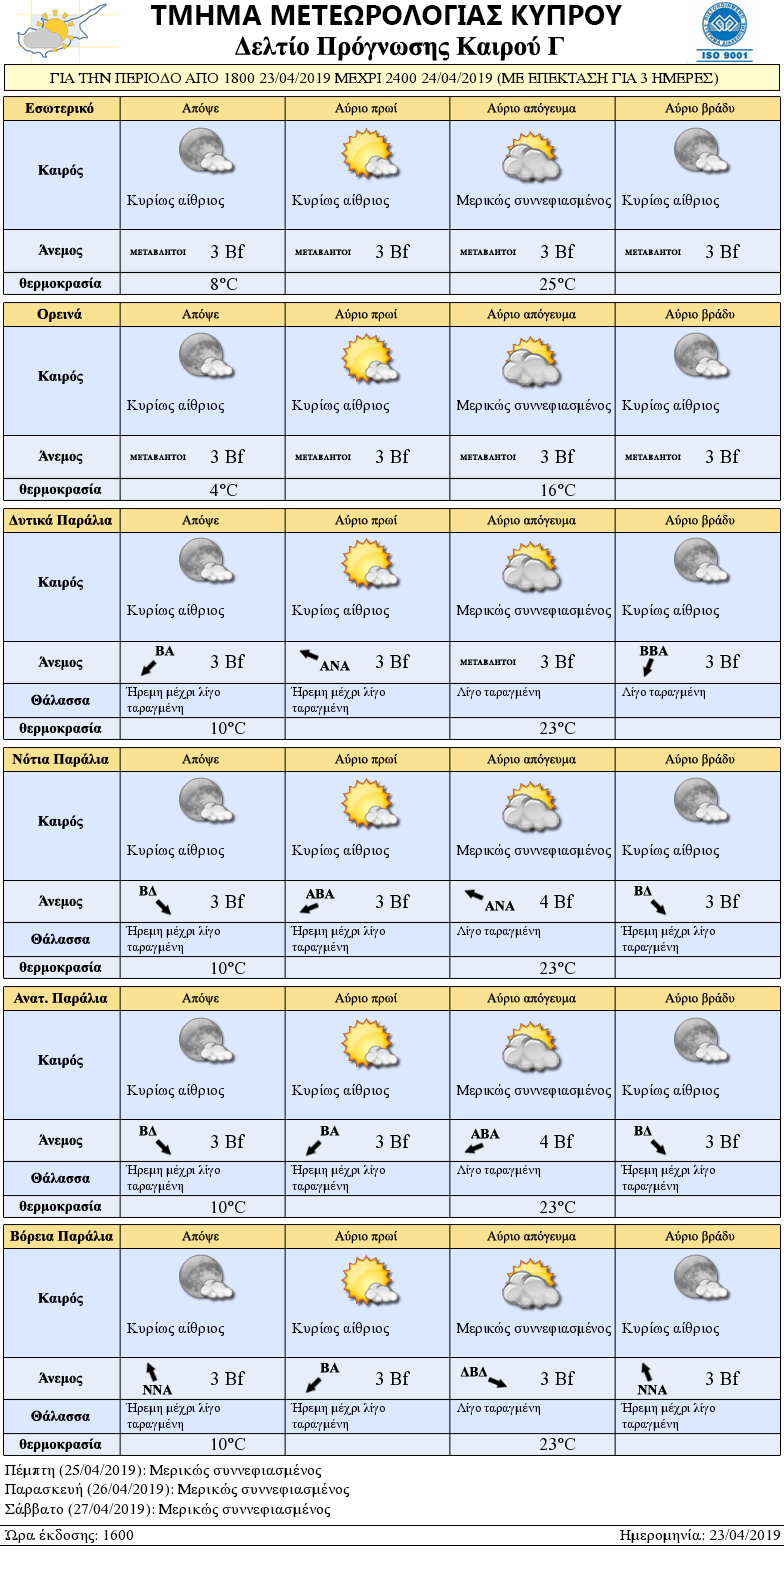 ΤΜΗΜΑ ΜΕΤΕΩΡΟΛΟΓΙΑΣ ΚΥΠΡΟΥ
Δελτίο Πρόγνωσης Καιρού Γ
ISO 9001
ΓΙΑ ΤΗΝ ΠΕΡΙΟΔΟ ΑΠΟ 1800 23/04/2019 ΜΕΧΡΙ 2400 24/04/2019 (ΜΕ ΕΠΕΚΤΑΣΗ ΓΙΑ 3 ΗΜΕΡΕΣ)
Εσωτερικό Απόψε Αύριο πρωί Αύριο απόγευμα Αύριο βράδυ
Καιρός
Κυρίως αίθριος Κυρίως αίθριος Μερικώς συννεφιασμένος Κυρίως αίθριος
Άνεμος ΜΕΤΑΒΛΗΤΟΙ 3 Bf ΜΕΤΑΒΛΗΤΟΙ 3 Bf ΜΕΤΑΒΛΗΤΟΙ 3 Bf ΜΕΤΑΒΛΗΤΟΙ 3 Bf
θερμοκρασία 8°C 25°C
Ορεινά Απόψε Αύριο πρωί Αύριο απόγευμα Αύριο βράδυ
Καιρός
Κυρίως αίθριος Κυρίως αίθριος Μερικώς συννεφιασμένος Κυρίως αίθριος
Άνεμος ΜΕΤΑΒΛΗΤΟΙ 3 Bf ΜΕΤΑΒΛΗΤΟΙ 3 Bf ΜΕΤΑΒΛΗΤΟΙ 3 Bf ΜΕΤΑΒΛΗΤΟΙ 3 Bf
θερμοκρασία 4°C 16°C
Δυτικά Παράλια Απόψε Αύριο πρωί Αύριο απόγευμα Αύριο βράδυ
Καιρός
Κυρίως αίθριος Κυρίως αίθριος Μερικώς συννεφιασμένος Κυρίως αίθριος
Άνεμος ΒΑ 3 Bf ΑΝΑ 3 Bf ΜΕΤΑΒΛΗΤΟΙ 3 Bf ΒΒΑ 3 Bf
Θάλασσα Ήρεμη μέχρι λίγο Ήρεμη μέχρι λίγο Λίγο ταραγμένη Λίγο ταραγμένη
ταραγμένη ταραγμένη
θερμοκρασία 10°C 23°C
Νότια Παράλια Απόψε Αύριο πρωί Αύριο απόγευμα Αύριο βράδυ
Καιρός
Κυρίως αίθριος Κυρίως αίθριος Μερικώς συννεφιασμένος Κυρίως αίθριος
Άνεμος ΒΔ 3 Bf ΑΒΑ 3 Bf ΑΝΑ 4 Bf ΒΔ 3 Bf
Θάλασσα Ήρεμη μέχρι λίγο Ήρεμη μέχρι λίγο Λίγο ταραγμένη Ήρεμη μέχρι λίγο
ταραγμένη ταραγμένη ταραγμένη
θερμοκρασία 10°C 23°C
Ανατ. Παράλια Απόψε Αύριο πρωί Αύριο απόγευμα Αύριο βράδυ
Καιρός
Κυρίως αίθριος Κυρίως αίθριος Μερικώς συννεφιασμένος Κυρίως αίθριος
Άνεμος ΒΔ 3 Bf ΒΑ 3 Bf ΑΒΑ 4 Bf ΒΔ 3 Bf
Θάλασσα Ήρεμη μέχρι λίγο Ήρεμη μέχρι λίγο Λίγο ταραγμένη Ήρεμη μέχρι λίγο
ταραγμένη ταραγμένη ταραγμένη
θερμοκρασία 10°C 23°C
Βόρεια Παράλια Απόψε Αύριο πρωί Αύριο απόγευμα Αύριο βράδυ
Καιρός
Κυρίως αίθριος Κυρίως αίθριος Μερικώς συννεφιασμένος Κυρίως αίθριος
Άνεμος ΝΝΑ 3 Bf ΒΑ 3 Bf ΔΒΔ 3 Bf ΝΝΑ 3 Bf
Θάλασσα Ήρεμη μέχρι λίγο Ήρεμη μέχρι λίγο Λίγο ταραγμένη Ήρεμη μέχρι λίγο
ταραγμένη ταραγμένη ταραγμένη
θερμοκρασία 10°C 23°C
Πέμπτη (25/04/2019): Μερικώς συννεφιασμένος
Παρασκευή (26/04/2019): Μερικώς συννεφιασμένος
Σάββατο (27/04/2019): Μερικώς συννεφιασμένος
Ώρα έκδοσης: 1600 Ημερομηνία: 23/04/2019